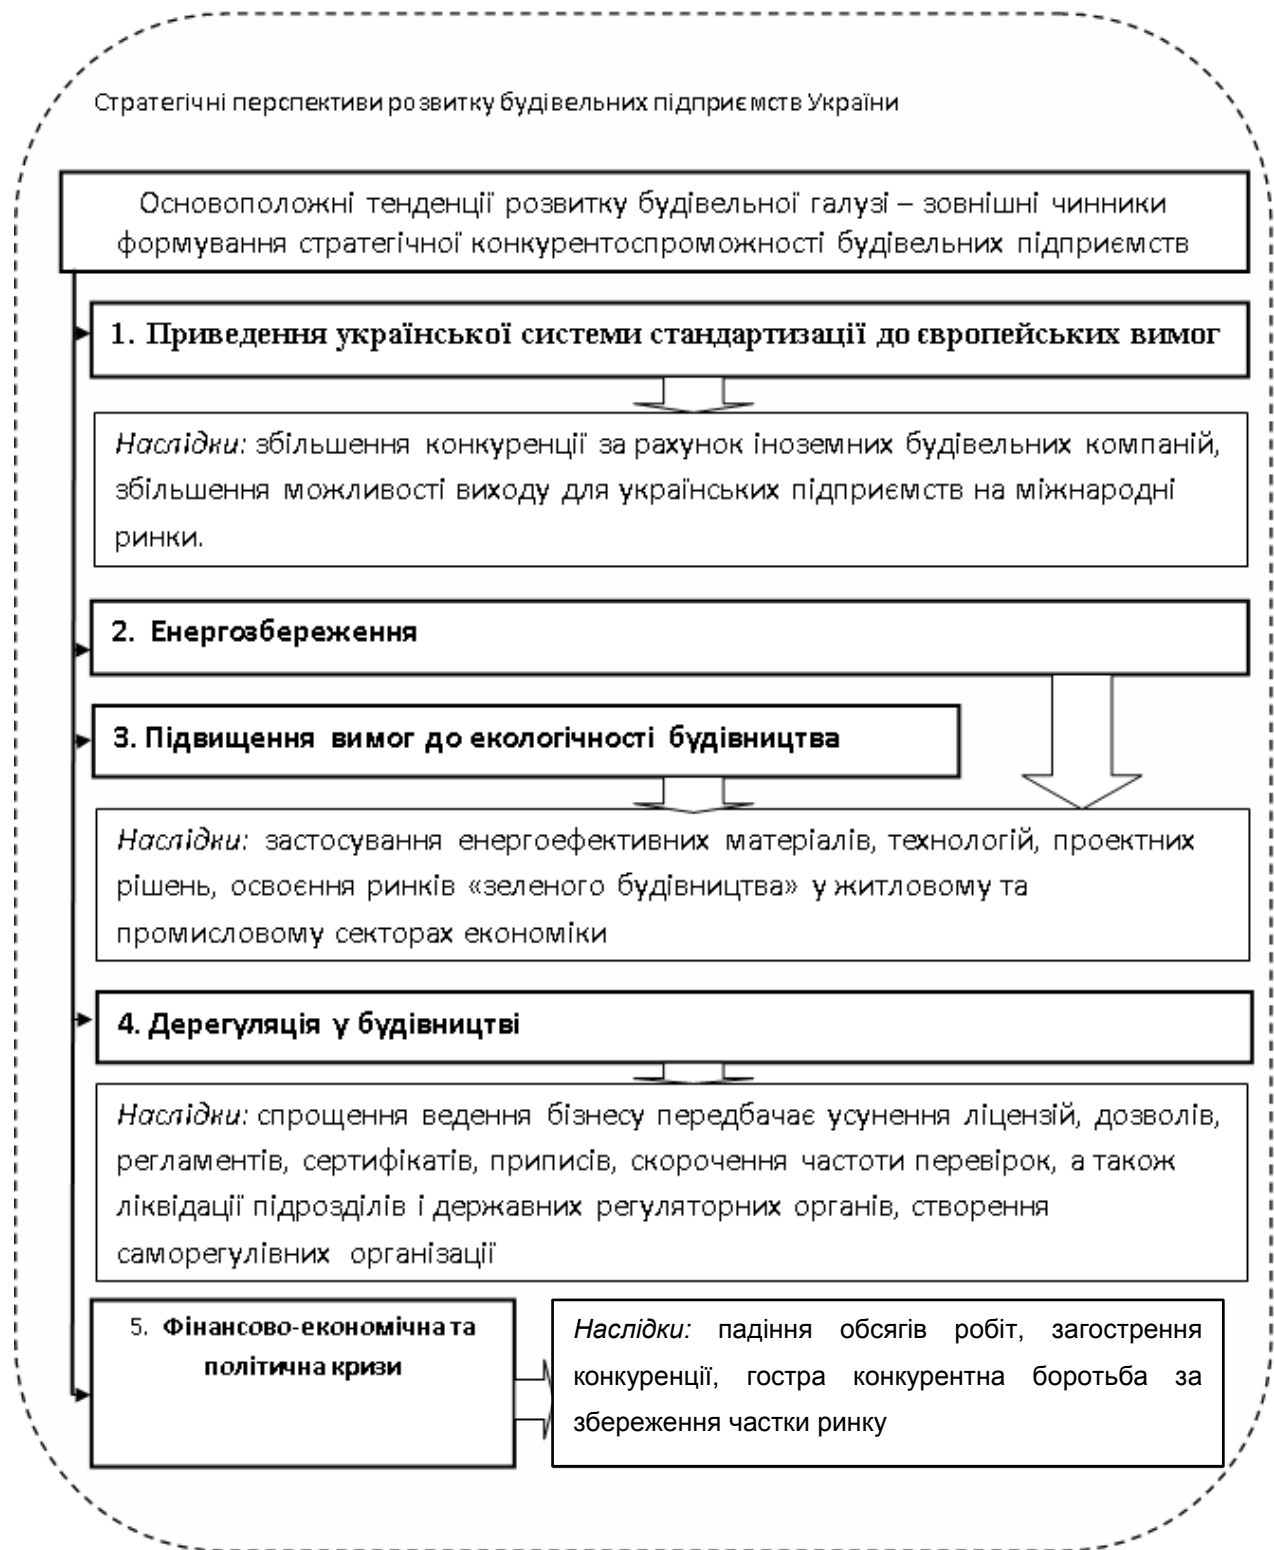 Стратегічні перспективи розвитку будівельних підприємств України
Основоположні тенденції розвитку будівельної галузі – зовнішні чинники
формування стратегічної конкурентоспроможності будівельних підприємств
1. Приведення української системи стандартизації до європейських вимог
Наслідки: збільшення конкуренції за рахунок іноземних будівельних компаній,
збільшення можливості виходу для українських підприємств на міжнародні
ринки.
2. Енергозбереження
3. Підвищення вимог до екологічності будівництва
Наслідки: застосування енергоефективних матеріалів, технологій, проектних
рішень, освоєння ринків «зеленого будівництва» у житловому та
промисловому секторах економіки
4. Дерегуляція у будівництві
Наслідки: спрощення ведення бізнесу передбачає усунення ліцензій, дозволів,
регламентів, сертифікатів, приписів, скорочення частоти перевірок, а також
ліквідації підрозділів і державних регуляторних органів, створення
саморегулівних організації
5. Фінансово-економічна та
політична кризи
Наслідки: падіння обсягів робіт, загострення
конкуренції, гостра конкурентна боротьба за
збереження частки ринку